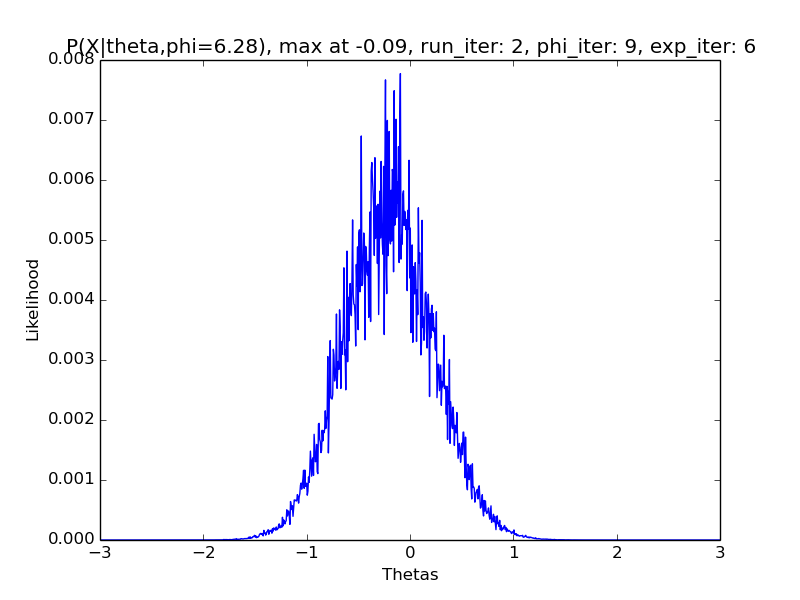 P(X|theta,phi=6.28), max at -0.09, run_iter: 2, phi_iter: 9, exp_iter: 6
0.008
0.007
0.006
0.005
0.004
0.003
0.002
0.001
0.000
Likelihood
−3 −2 −1 0 1 2 3
Thetas